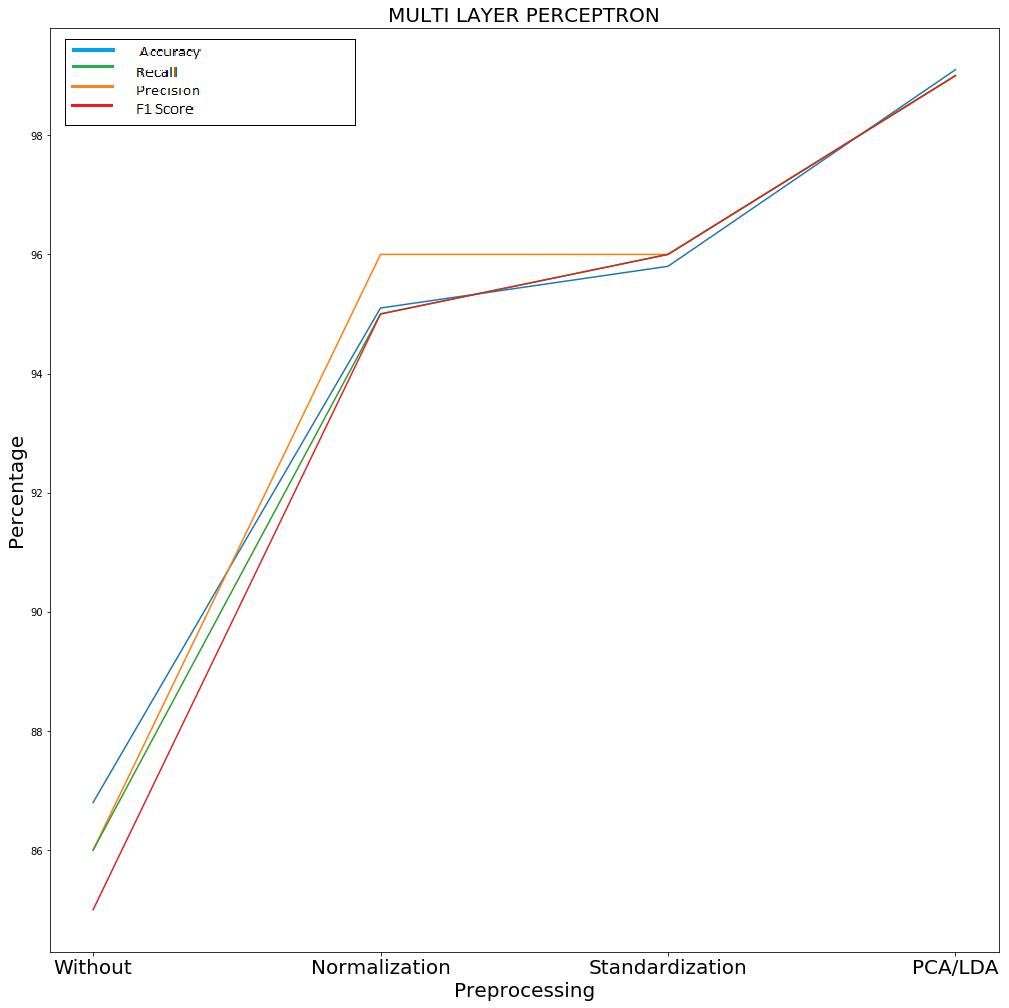 MULTI LAYER PERCEPTRON
Accuracy
Recall
Precision
F1 Score
98
96
94
92
90
88
86
Percentage
Without Normalization Standardization PCA/LDA
Preprocessing